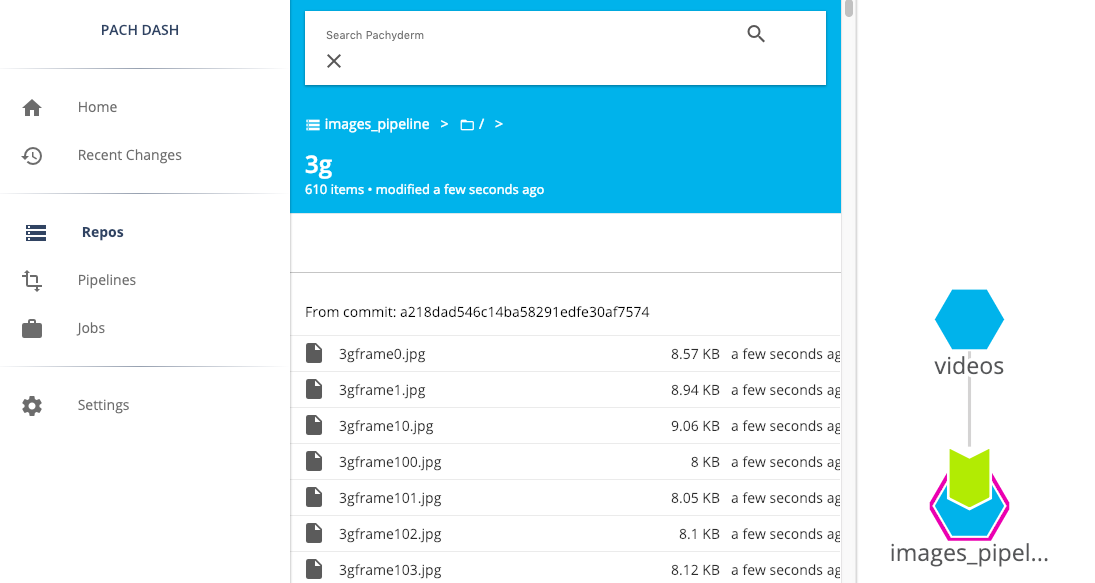 PACH DASH
Home
Recent Changes
Repos
Pipelines
Jobs
Settings
Search Pachyderm
images_pipeline > / >
3g
610 items • modified a few seconds ago
From commit: a218dad546c14ba58291edfe30af7574
3gframe0.jpg 8.57 KB a few seconds ag
3gframe1.jpg 8.94 KB a few seconds ag
3gframe10.jpg 9.06 KB a few seconds ag
3gframe100.jpg 8 KB a few seconds ag
3gframe101.jpg 8.05 KB a few seconds ag
3gframe102.jpg 8.1 KB a few seconds ag
3gframe103.jpg 8.12 KB a few seconds ag
videos
images_pipel...